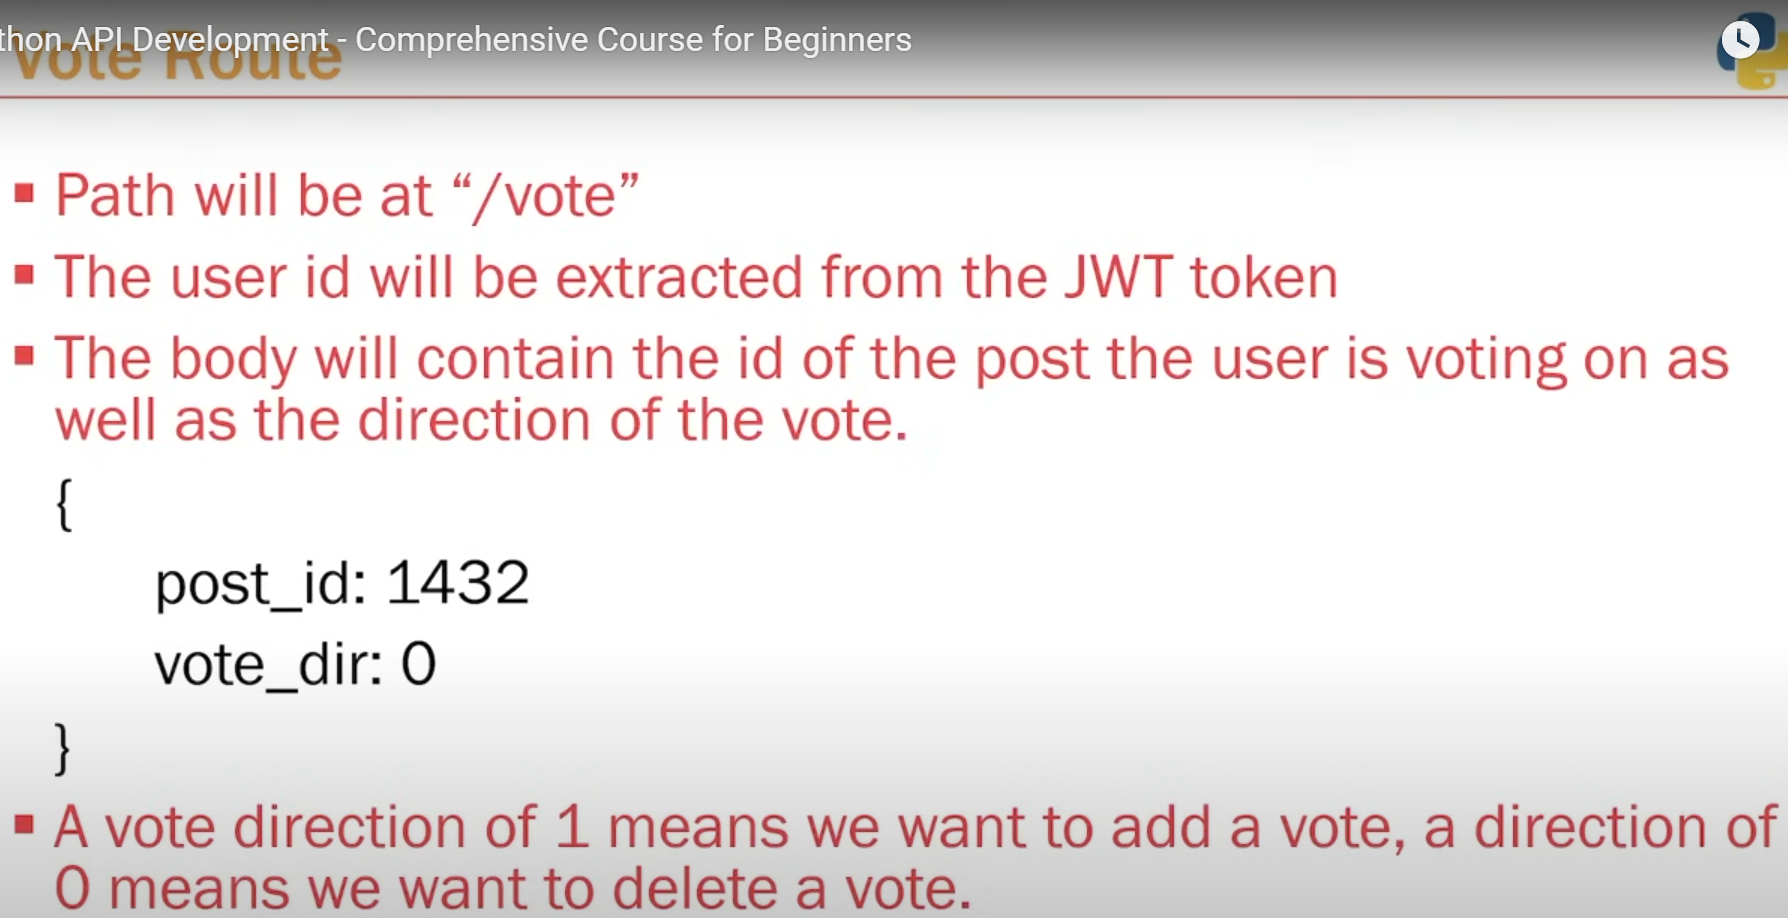 thon API Development - Comprehensive Course for Beginners
Vote Route
▪ Path will be at “/vote”
▪ The user id will be extracted from the JWT token
▪ The body will contain the id of the post the user is voting on as
well as the direction of the vote.
{
post_id: 1432
vote_dir: 0
}
▪ A vote direction of 1 means we want to add a vote, a direction of
0 means we want to delete a vote.